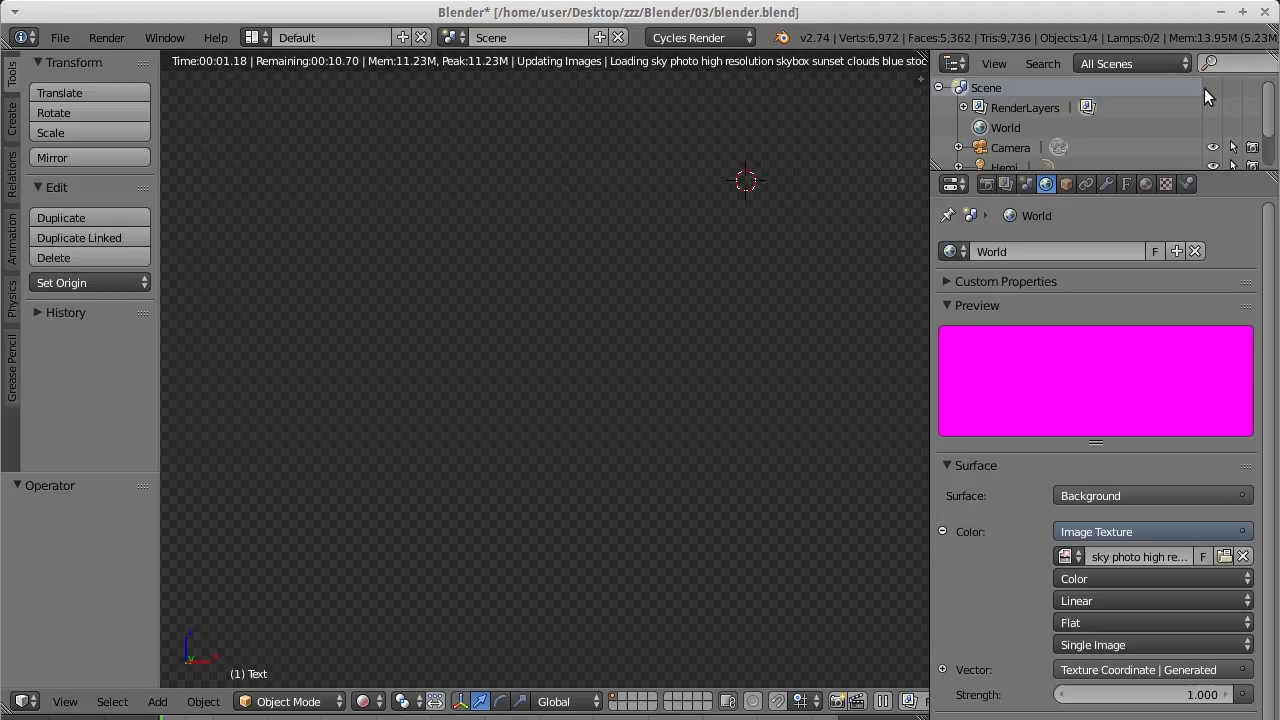 Blender* [/home/user/Desktop/zzz/Blender/03/blender.blend]
File Render Window Help Default Scene Cycles Render v2.74 | Verts:6,972 | Faces:5,362 | Tris:9,736 | Objects:1/4 | Lamps:0/2 | Mem:13.95M (5.23M
Time:00:01.18 | Remaining:00:10.70 | Mem:11.23M, Peak:11.23M | Updating Images | Loading sky photo high resolution skybox sunset clouds blue stoc
View Search All Scenes
Tools
Create
Relations
Animation
Physics
Grease Pencil
Transform
Translate
Rotate
Scale
Mirror
Edit
Duplicate
Duplicate Linked
Delete
Set Origin
History
Operator
(1) Text
Scene
RenderLayers |
World
Camera |
Hemi
World
World F
Custom Properties
Preview
Surface
Surface: Background
Color: Image Texture
sky photo high re... F
Color
Linear
Flat
Single Image
Vector: Texture Coordinate | Generated
Strength: 1.000
View Select Add Object Object Mode Global